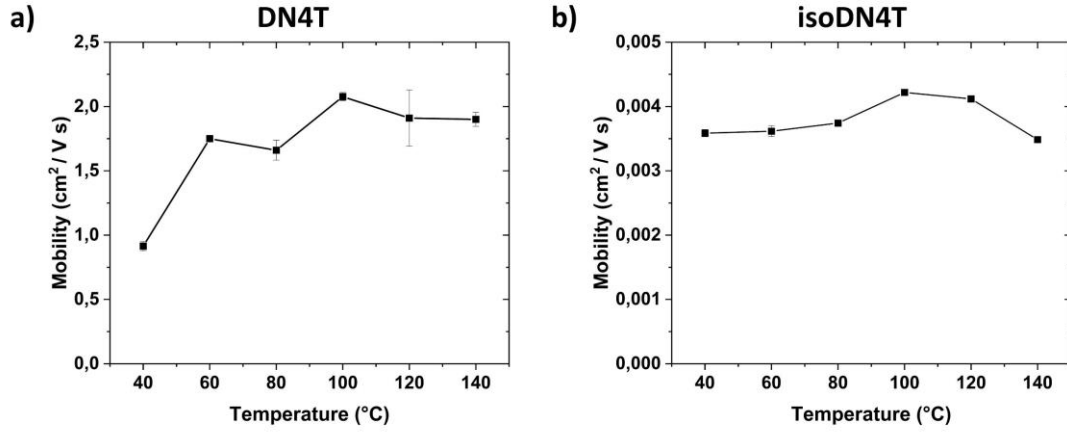 a) DN4T
2,5
2,0
1,5
1,0
0,5
0,0
Mobility (cm² / V s)
40 60 80 100 120 140
Temperature (°C)
b) isoDN4T
0,005
0,004
0,003
0,002
0,001
0,000
Mobility (cm² / V s)
40 60 80 100 120 140
Temperature (°C)